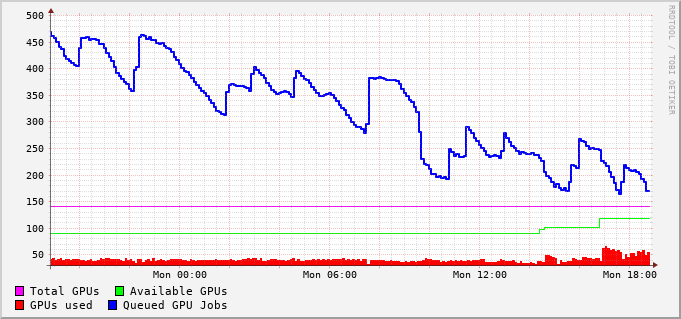 500
450
400
350
300
250
200
150
100
50
Mon 00:00 Mon 06:00 Mon 12:00 Mon 18:00
Total GPUs Available GPUs
GPUs used Queued GPU Jobs
RRDTOOL / TOBI OETIKER